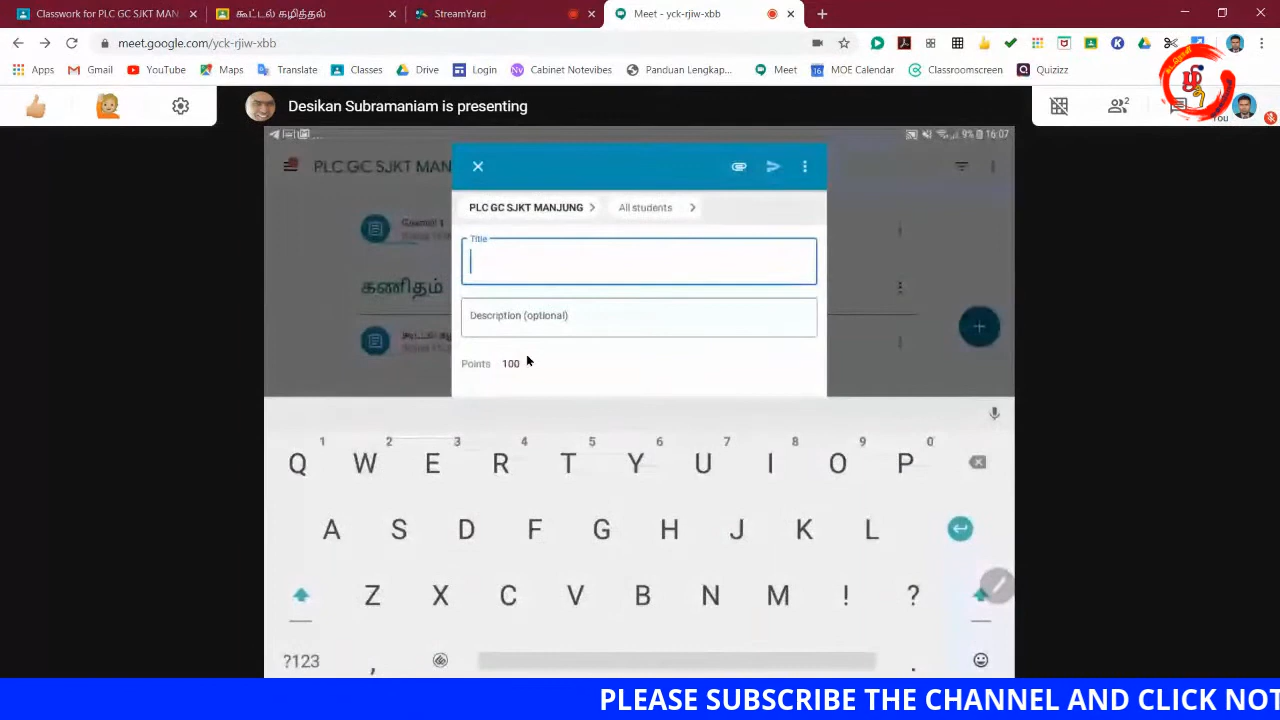 Classwork for PLC GC SJKT MAN
கூட்டல் கழித்தல்
StreamYard
Meet - yck-rjiw-xbb
meet.google.com/yck-rjiw-xbb
Apps
Gmail
YouTube
Maps
Translate
Classes
Drive
Login
Cabinet Notevibes
Panduan Lengkap...
Meet
MOE Calendar
Classroomscreen
Quizizz
Desikan Subramaniam is presenting
2
You
9% 16:07
PLC GC SJKT MAN
PLC GC SJKT MANJUNG
All students
Title
கணிதம்
Description (optional)
Points 100
1 2 3 4 5 6 7 8 9 0
Q W E R T Y U I O P
A S D F G H J K L
Z X C V B N M ! ?
?123 , .
PLEASE SUBSCRIBE THE CHANNEL AND CLICK NOT